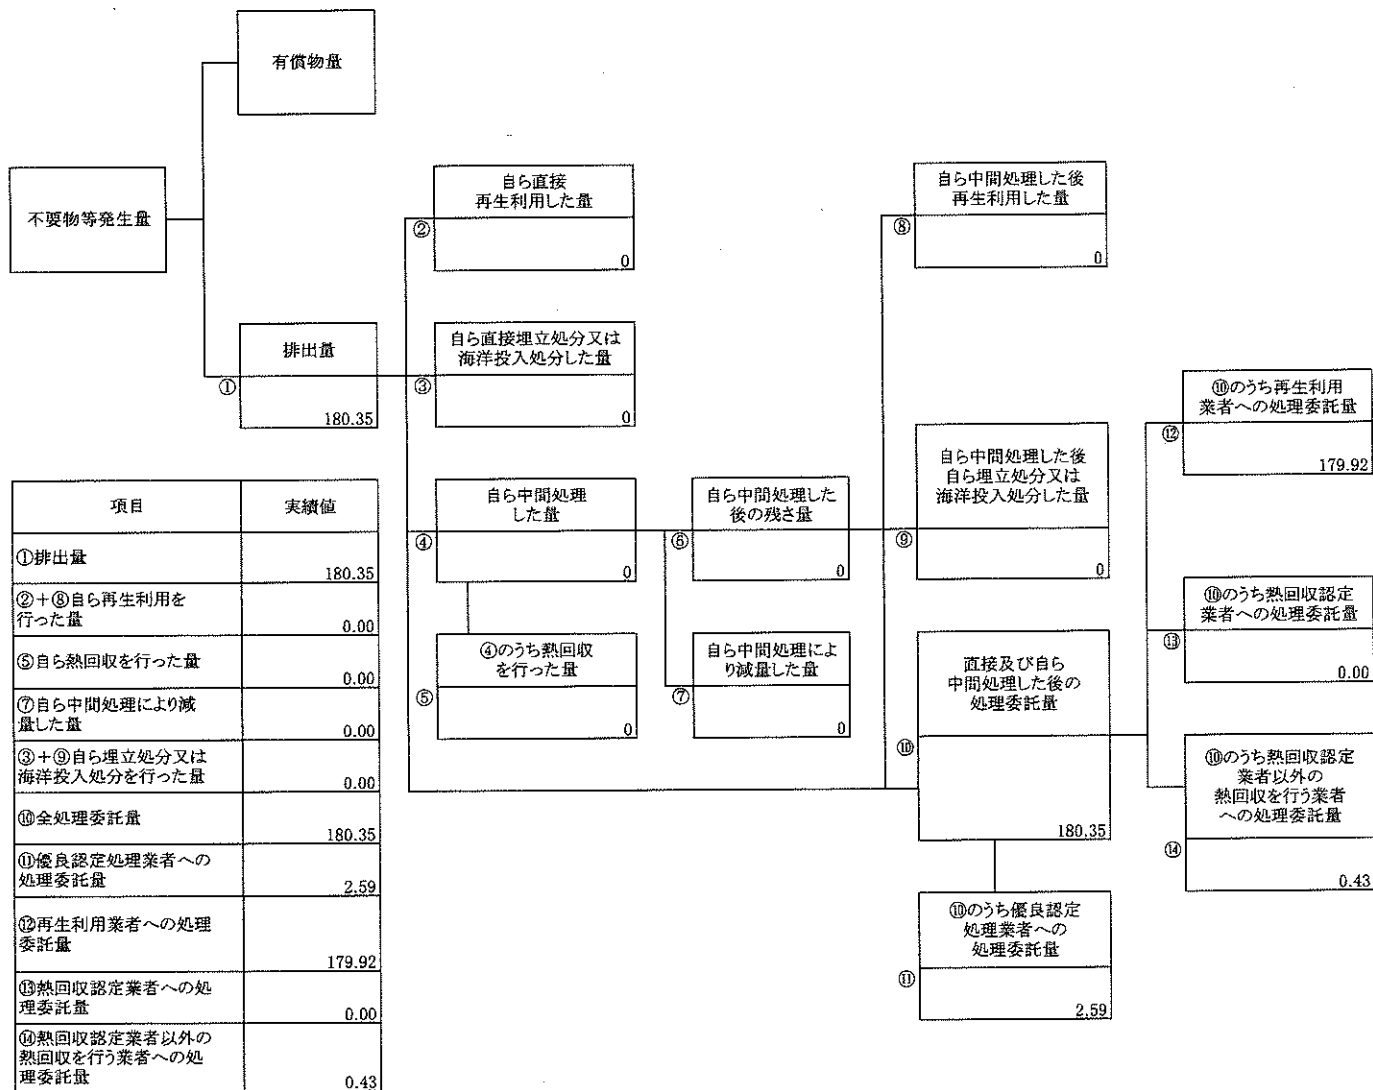 有償物量
不要物等発生量
排出量
①
180.35
自ら直接
再生利用した量
②
0
自ら直接埋立処分又は
海洋投入処分した量
③
0
自ら中間処理
した量
④
0
④のうち熱回収
を行った量
⑤
0
自ら中間処理した
後の残さ量
⑥
0
自ら中間処理によ
り減量した量
⑦
0
自ら中間処理した後
再生利用した量
⑧
0
自ら中間処理した後
自ら埋立処分又は
海洋投入処分した量
⑨
0
直接及び自ら
中間処理した後の
処理委託量
⑩
180.35
⑩のうち優良認定
処理業者への
処理委託量
⑪
2.59
⑩のうち再生利用
業者への処理委託量
⑫
179.92
⑩のうち熱回収認定
業者への処理委託量
⑬
0.00
⑩のうち熱回収認定
業者以外の
熱回収を行う業者
への処理委託量
⑭
0.43
項目 実績値
①排出量
180.35
②+⑧自ら再生利用を
行った量
0.00
⑤自ら熱回収を行った量
0.00
⑦自ら中間処理により減
量した量
0.00
③+⑨自ら埋立処分又は
海洋投入処分を行った量
0.00
⑩全処理委託量
180.35
⑪優良認定処理業者への
処理委託量
2.59
⑫再生利用業者への処理
委託量
179.92
⑬熱回収認定業者への処
理委託量
0.00
⑭熱回収認定業者以外の
熱回収を行う業者への処
理委託量
0.43